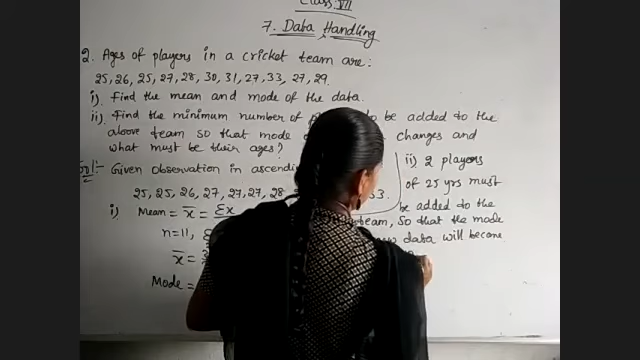 Class: VII
7. Data Handling
2. Ages of players in a cricket team are:
25, 26, 25, 27, 28, 30, 31, 27, 33, 27, 29.
i) Find the mean and mode of the data.
ii) Find the minimum number of to be added to the
above team so that mode changes and
what must be their ages?
Sol:- Given observation in
25, 25, 26, 27, 27, 27, 28, 33.
i) Mean = x̄ = Σx
n=11,
x̄ =
Mode =
ii) 2 players
of 25 yrs must
be added to the
team, so that the mode
data will become